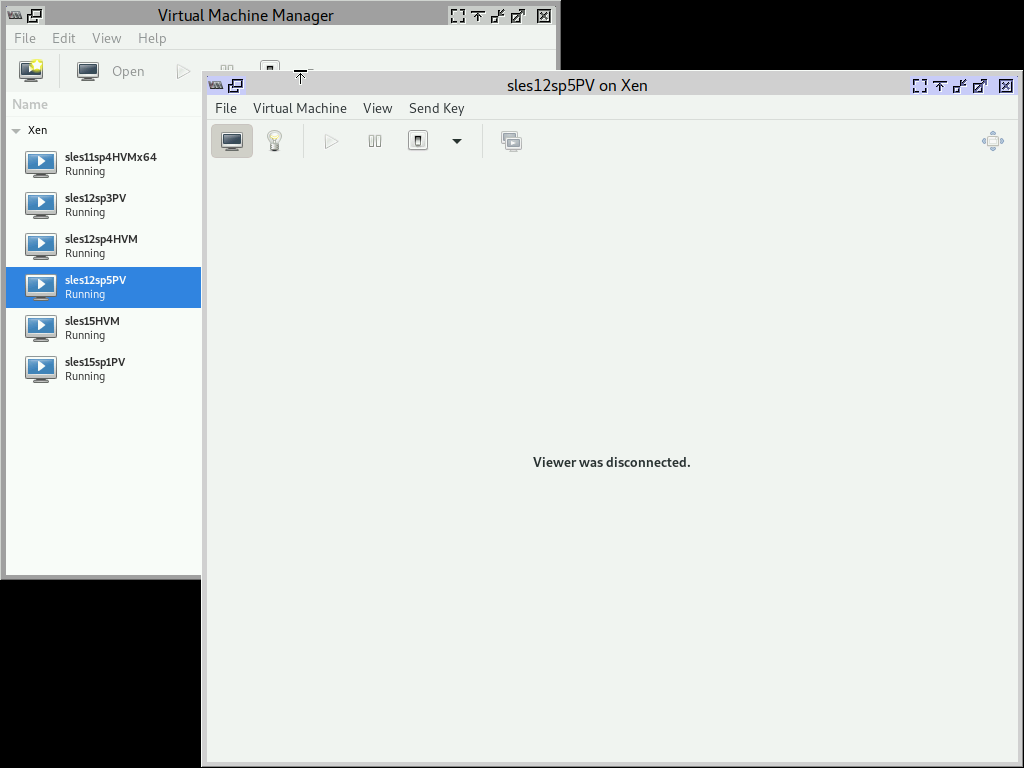 Virtual Machine Manager
File Edit View Help
Open
Name
Xen
sles11sp4HVMx64
Running
sles12sp3PV
Running
sles12sp4HVM
Running
sles12sp5PV
Running
sles15HVM
Running
sles15sp1PV
Running
sles12sp5PV on Xen
File Virtual Machine View Send Key
Viewer was disconnected.